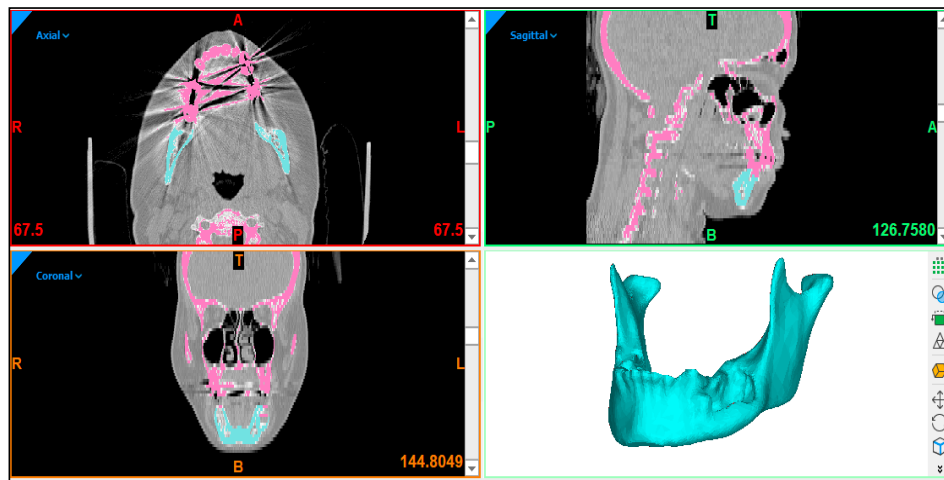 Axial
A
R
L
67.5
P
67.5
Sagittal
T
P
A
B
126.7580
Coronal
T
R
L
B
144.8049